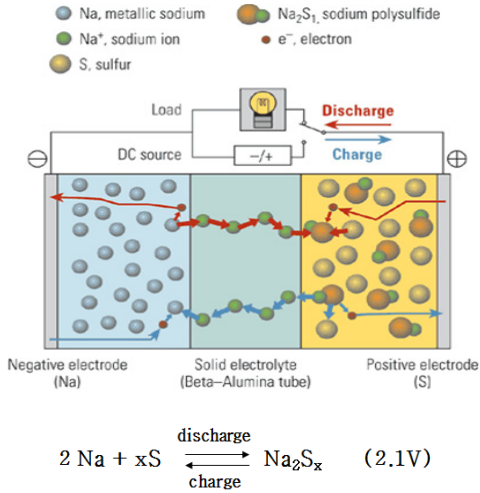 Na, metallic sodium
Na⁺, sodium ion
S, sulfur
Na₂S₁, sodium polysulfide
e⁻, electron
Load
DC source
−/+
Discharge
Charge
⊖
⊕
Negative electrode
(Na)
Solid electrolyte
(Beta–Alumina tube)
Positive electrode
(S)
discharge
2 Na + xS ⇌ Na₂Sₓ (2.1V)
charge